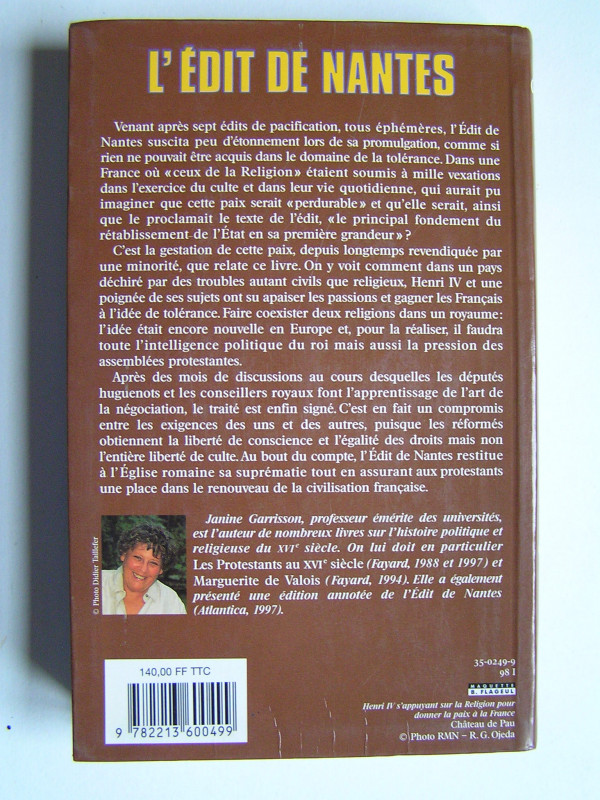 L'ÉDIT DE NANTES
Venant après sept édits de pacification, tous éphémères, l'Édit de
Nantes suscita peu d'étonnement lors de sa promulgation, comme si
rien ne pouvait être acquis dans le domaine de la tolérance. Dans une
France où «ceux de la Religion» étaient soumis à mille vexations
dans l'exercice du culte et dans leur vie quotidienne, qui aurait pu
imaginer que cette paix serait «perdurable» et qu'elle serait, ainsi
que le proclamait le texte de l'édit, «le principal fondement du
rétablissement de l'État en sa première grandeur»?
C'est la gestation de cette paix, depuis longtemps revendiquée par
une minorité, que relate ce livre. On y voit comment dans un pays
déchiré par des troubles autant civils que religieux, Henri IV et une
poignée de ses sujets ont su apaiser les passions et gagner les Français
à l'idée de tolérance. Faire coexister deux religions dans un royaume:
l'idée était encore nouvelle en Europe et, pour la réaliser, il faudra
toute l'intelligence politique du roi mais aussi la pression des
assemblées protestantes.
Après des mois de discussions au cours desquelles les députés
huguenots et les conseillers royaux font l'apprentissage de l'art de
la négociation, le traité est enfin signé. C'est en fait un compromis
entre les exigences des uns et des autres, puisque les réformés
obtiennent la liberté de conscience et l'égalité des droits mais non
l'entière liberté de culte. Au bout du compte, l'Édit de Nantes restitue
à l'Église romaine sa suprématie tout en assurant aux protestants
une place dans le renouveau de la civilisation française.
© Photo Didier Taillefer
Janine Garrisson, professeur émérite des universités,
est l'auteur de nombreux livres sur l'histoire politique et
religieuse du XVIe siècle. On lui doit en particulier
Les Protestants au XVIe siècle (Fayard, 1988 et 1997) et
Marguerite de Valois (Fayard, 1994). Elle a également
présenté une édition annotée de l'Édit de Nantes
(Atlantica, 1997).
140,00 FF TTC
9 782213 600499
35-0249-9
98 I
MAQUETTE
B. FLAGEUL
Henri IV s'appuyant sur la Religion pour
donner la paix à la France
Château de Pau
© Photo RMN – R. G. Ojeda